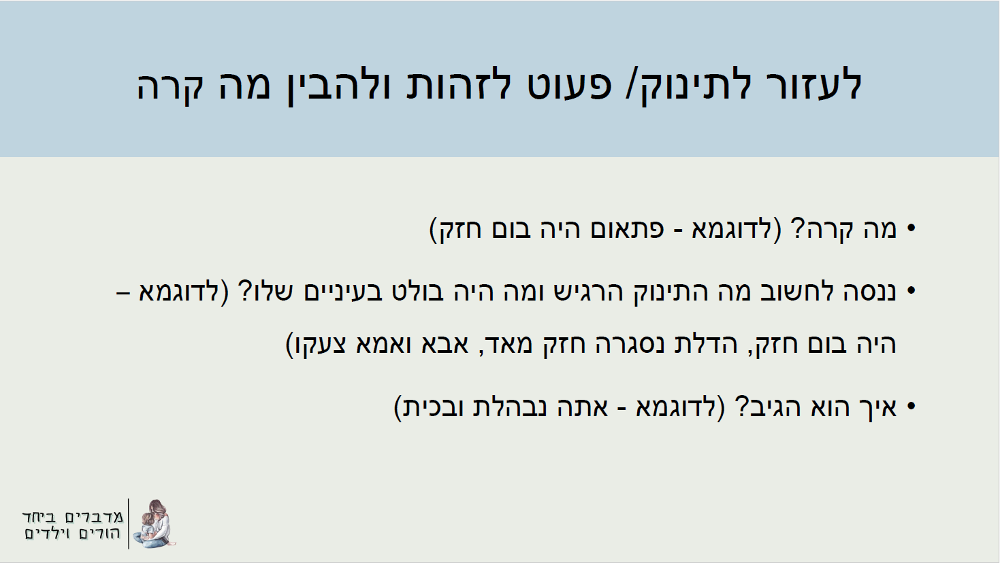 לעזור לתינוק/ פעוט לזהות ולהבין מה קרה
• מה קרה? (לדוגמא - פתאום היה בום חזק)
• ננסה לחשוב מה התינוק הרגיש ומה היה בולט בעיניים שלו? (לדוגמא –
היה בום חזק, הדלת נסגרה חזק מאד, אבא ואמא צעקו)
• איך הוא הגיב? (לדוגמא - אתה נבהלת ובכית)
מדברים ביחד
הורים וילדים